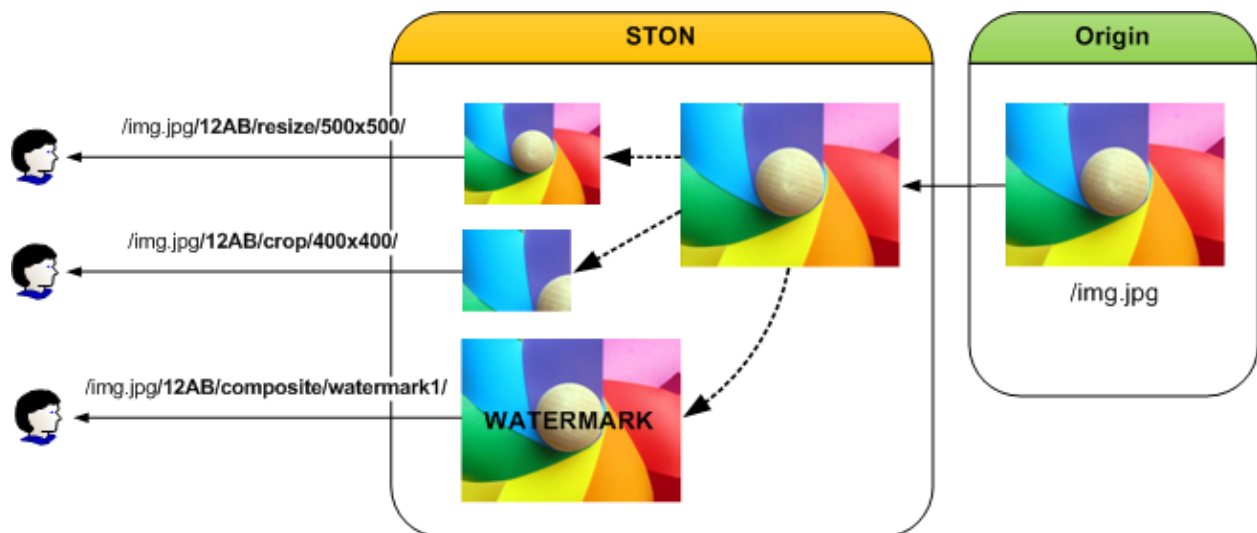 STON
Origin
/img.jpg/12AB/resize/500x500/
/img.jpg/12AB/crop/400x400/
/img.jpg
/img.jpg/12AB/composite/watermark1/
WATERMARK